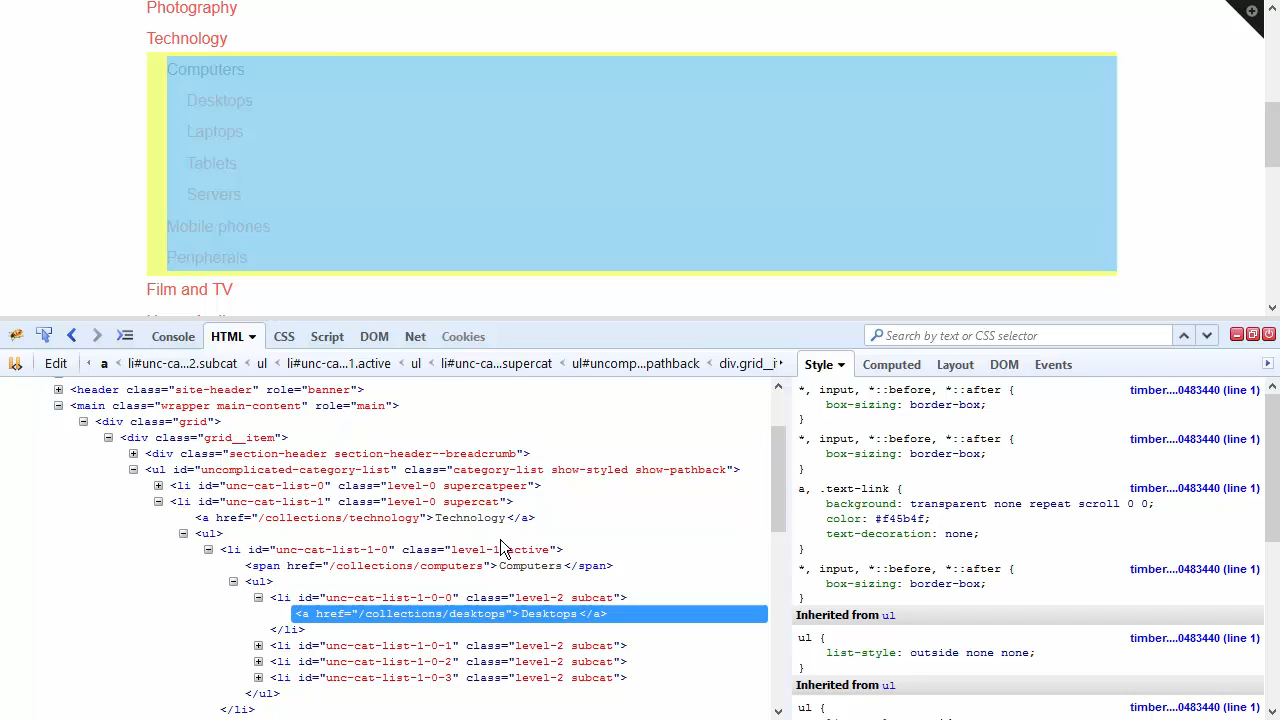 Photography
Technology
Computers
Desktops
Laptops
Tablets
Servers
Mobile phones
Peripherals
Film and TV
Console HTML CSS Script DOM Net Cookies Search by text or CSS selector
Edit a li#unc-ca...2.subcat ul li#unc-ca...1.active ul li#unc-ca...supercat ul#uncomp...pathback div.grid__i Style Computed Layout DOM Events
<header class="site-header" role="banner">
<main class="wrapper main-content" role="main">
<div class="grid">
<div class="grid__item">
<div class="section-header section-header--breadcrumb">
<ul id="uncomplicated-category-list" class="category-list show-styled show-pathback">
<li id="unc-cat-list-0" class="level-0 supercatpeer">
<li id="unc-cat-list-1" class="level-0 supercat">
<a href="/collections/technology">Technology</a>
<ul>
<li id="unc-cat-list-1-0" class="level-1 active">
<span href="/collections/computers">Computers</span>
<ul>
<li id="unc-cat-list-1-0-0" class="level-2 subcat">
<a href="/collections/desktops">Desktops</a>
</li>
<li id="unc-cat-list-1-0-1" class="level-2 subcat">
<li id="unc-cat-list-1-0-2" class="level-2 subcat">
<li id="unc-cat-list-1-0-3" class="level-2 subcat">
</ul>
</li>
*, input, *::before, *::after { timber....0483440 (line 1)
box-sizing: border-box;
}
*, input, *::before, *::after { timber....0483440 (line 1)
box-sizing: border-box;
}
a, .text-link { timber....0483440 (line 1)
background: transparent none repeat scroll 0 0;
color: #f45b4f;
text-decoration: none;
}
*, input, *::before, *::after { timber....0483440 (line 1)
box-sizing: border-box;
}
Inherited from ul
ul { timber....0483440 (line 1)
list-style: outside none none;
}
Inherited from ul
ul { timber....0483440 (line 1)